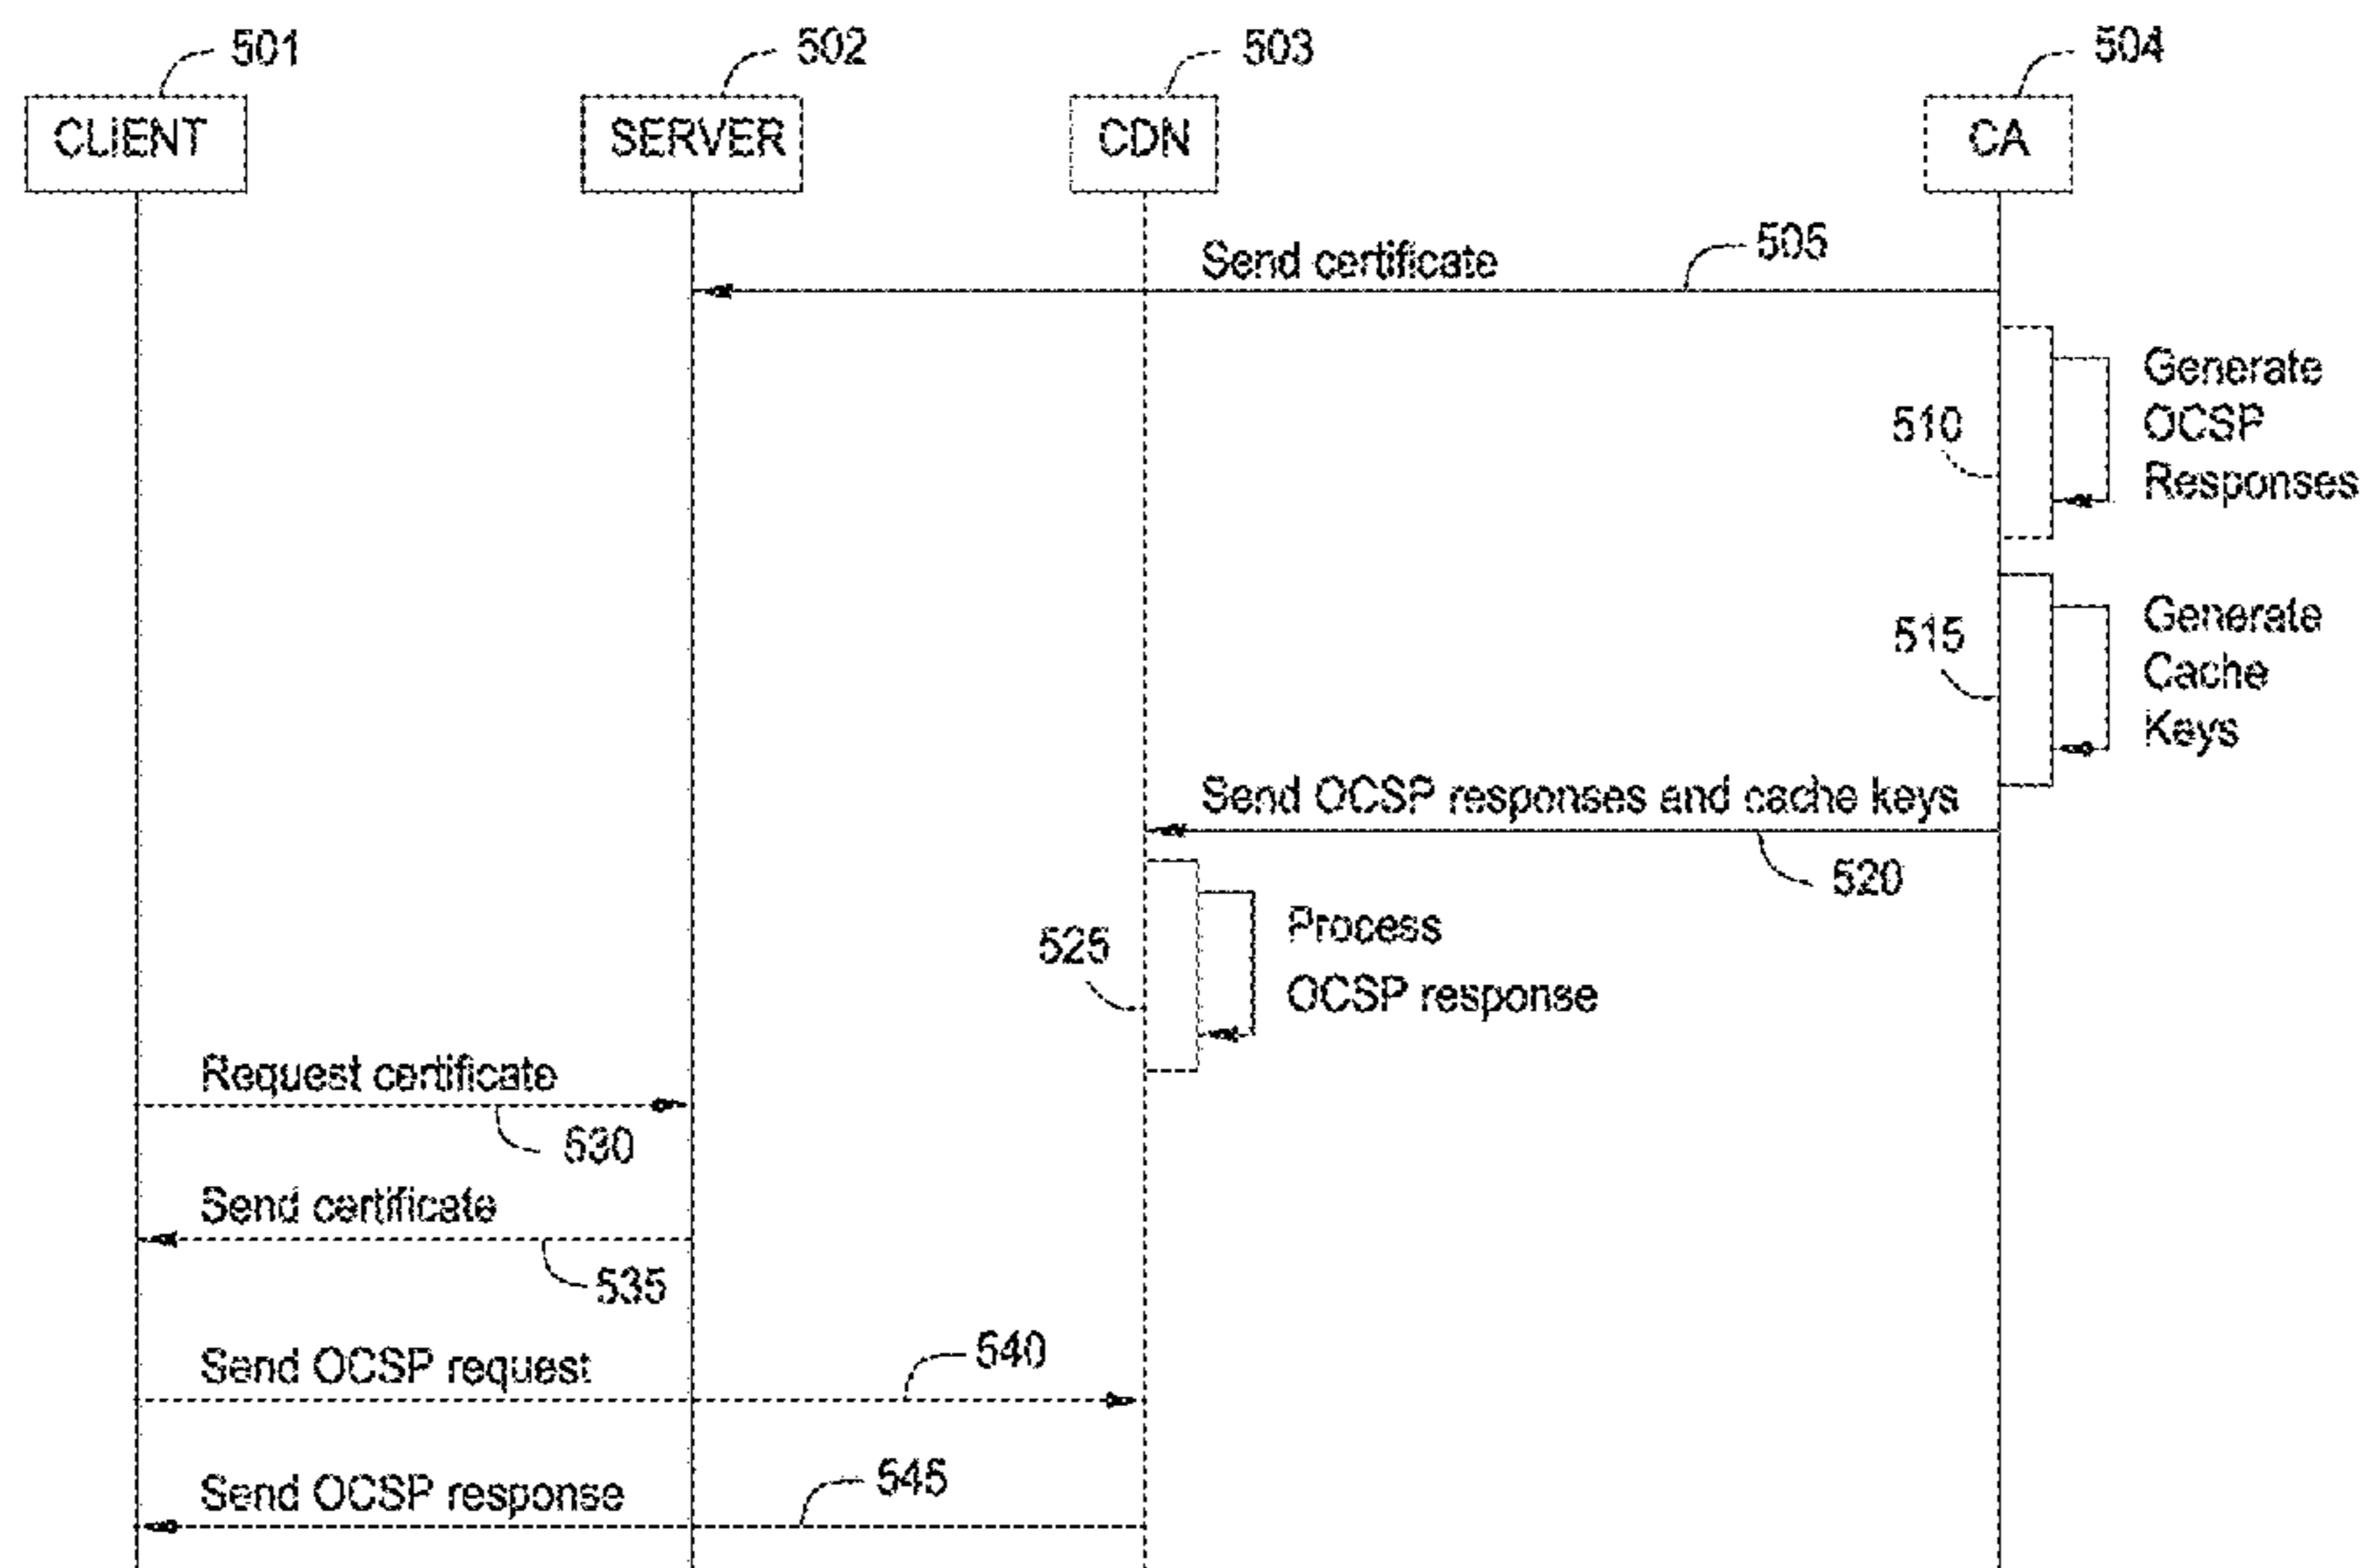 501
502
503
504
CLIENT
SERVER
CDN
CA
505
Send certificate
Generate
510
OCSP
Responses
Generate
515
Cache
Keys
Send OCSP responses and cache keys
520
Process
525
OCSP response
Request certificate
530
Send certificate
535
540
Send OCSP request
545
Send OCSP response